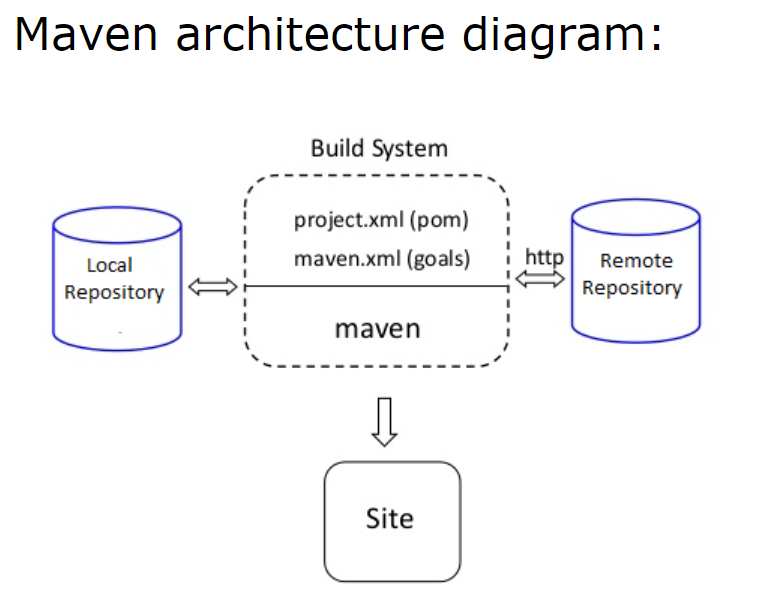 Maven architecture diagram:
Build System
project.xml (pom)
maven.xml (goals)
maven
Local
Repository
http
Remote
Repository
Site